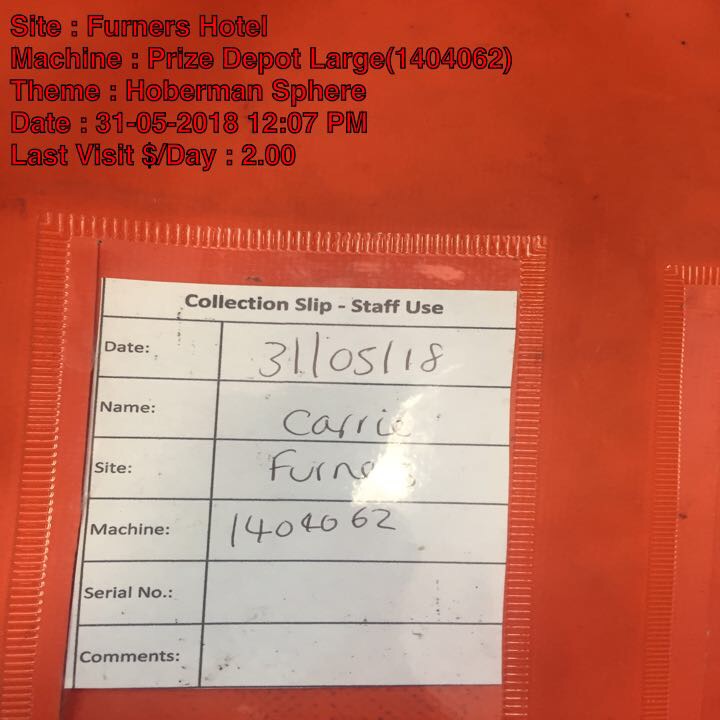 Site : Furners Hotel
Machine : Prize Depot Large(1404062)
Theme : Hoberman Sphere
Date : 31-05-2018 12:07 PM
Last Visit $/Day : 2.00
Collection Slip - Staff Use
Date: 31/05/18
Name: Carrie
Site: Furners
Machine: 1404062
Serial No.:
Comments: